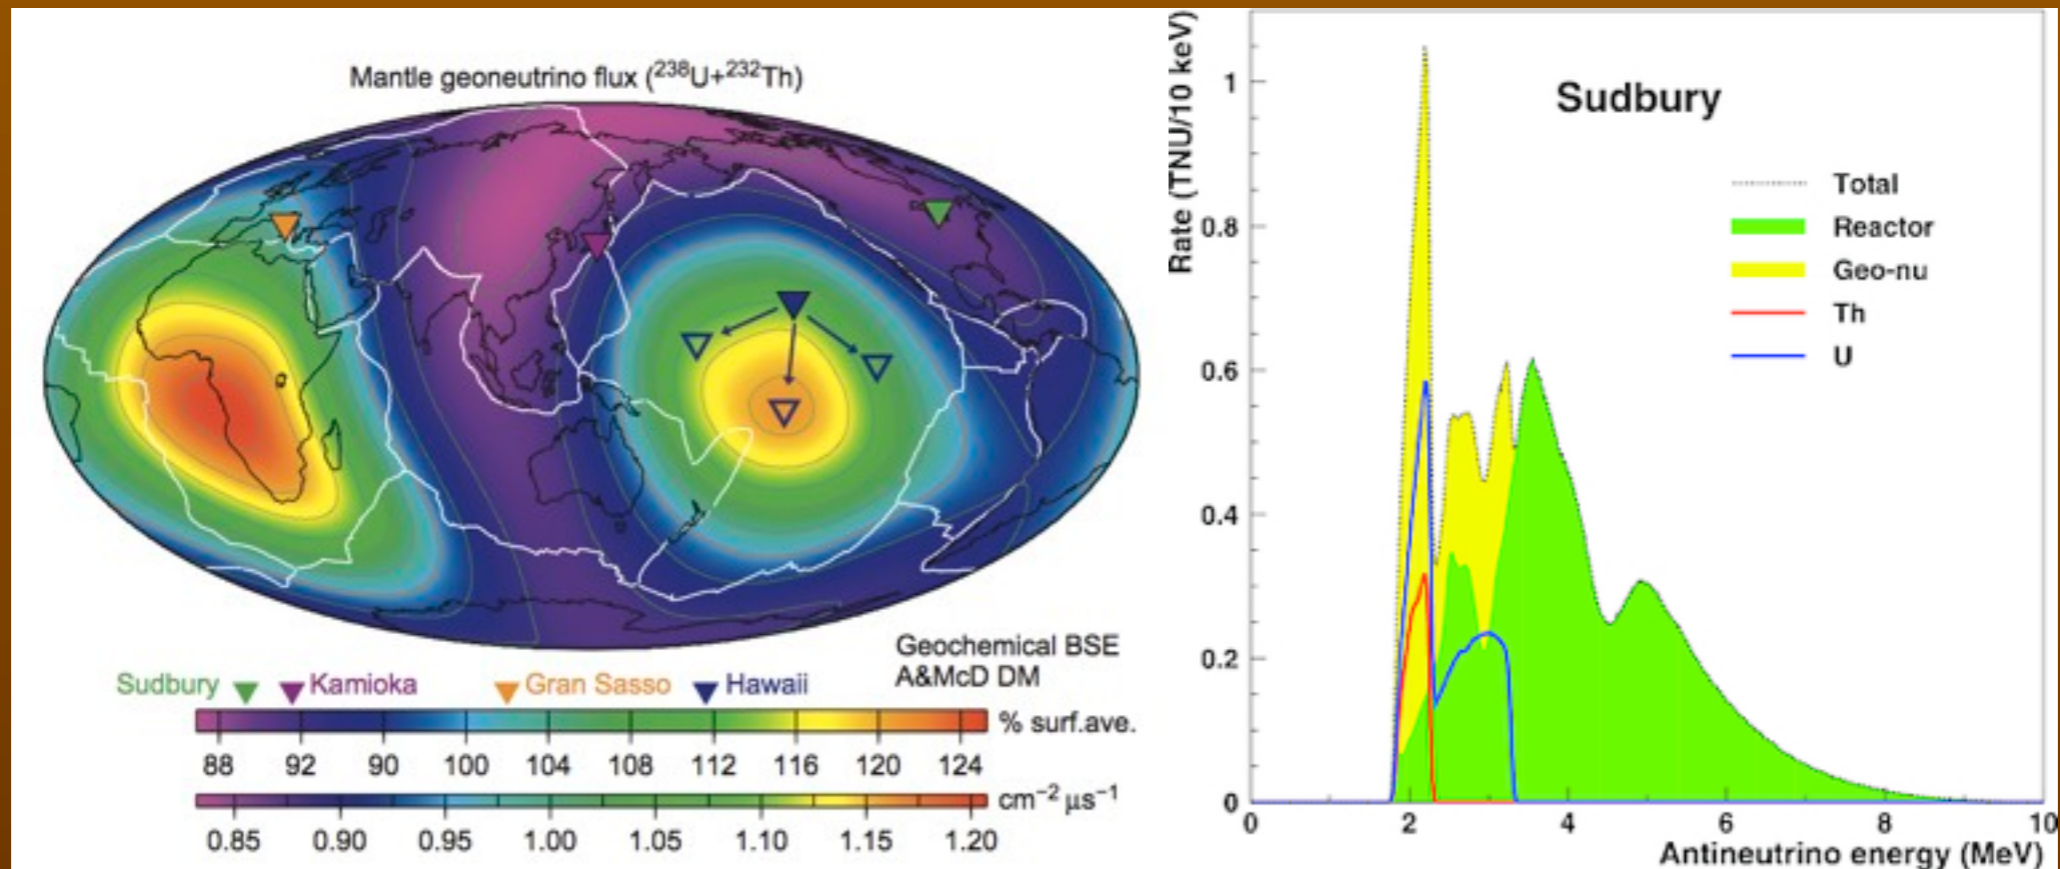 Mantle geoneutrino flux (²³⁸U+²³²Th)
Geochemical BSE
A&McD DM
Sudbury Kamioka Gran Sasso Hawaii
% surf.ave.
88 92 90 100 104 108 112 116 120 124
cm⁻² µs⁻¹
0.85 0.90 0.95 1.00 1.05 1.10 1.15 1.20
Rate (TNU/10 keV)
Sudbury
Total
Reactor
Geo-nu
Th
U
1
0.8
0.6
0.4
0.2
0
0 2 4 6 8 10
Antineutrino energy (MeV)